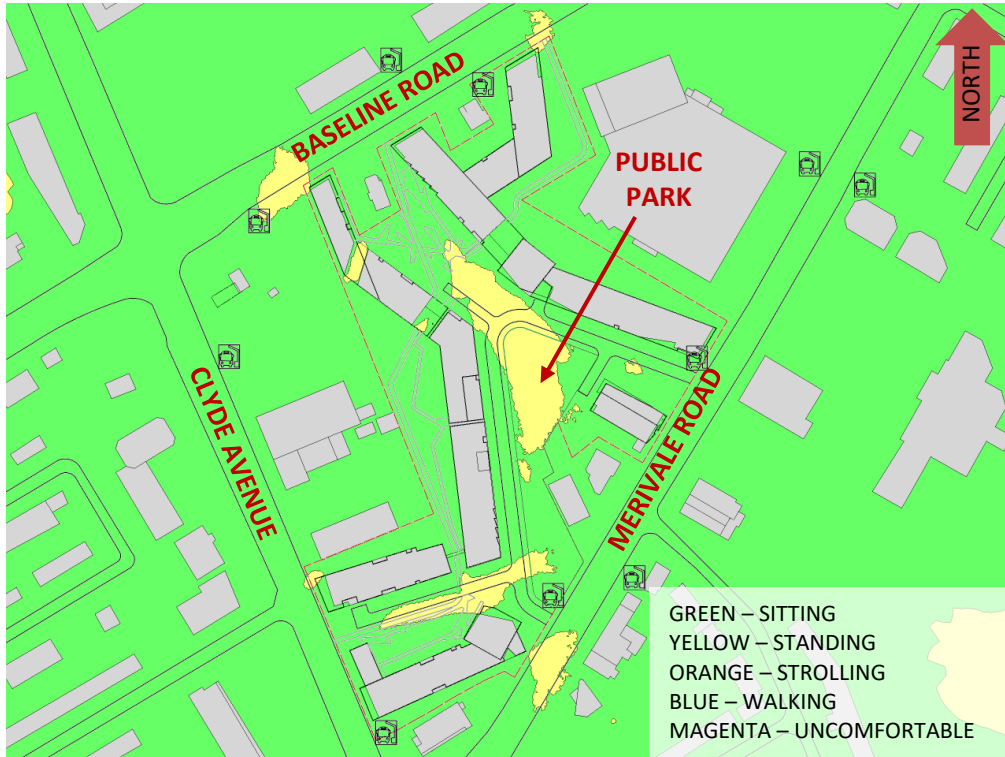 NORTH
BASELINE ROAD
PUBLIC
PARK
CLYDE AVENUE
MERIVALE ROAD
GREEN – SITTING
YELLOW – STANDING
ORANGE – STROLLING
BLUE – WALKING
MAGENTA – UNCOMFORTABLE